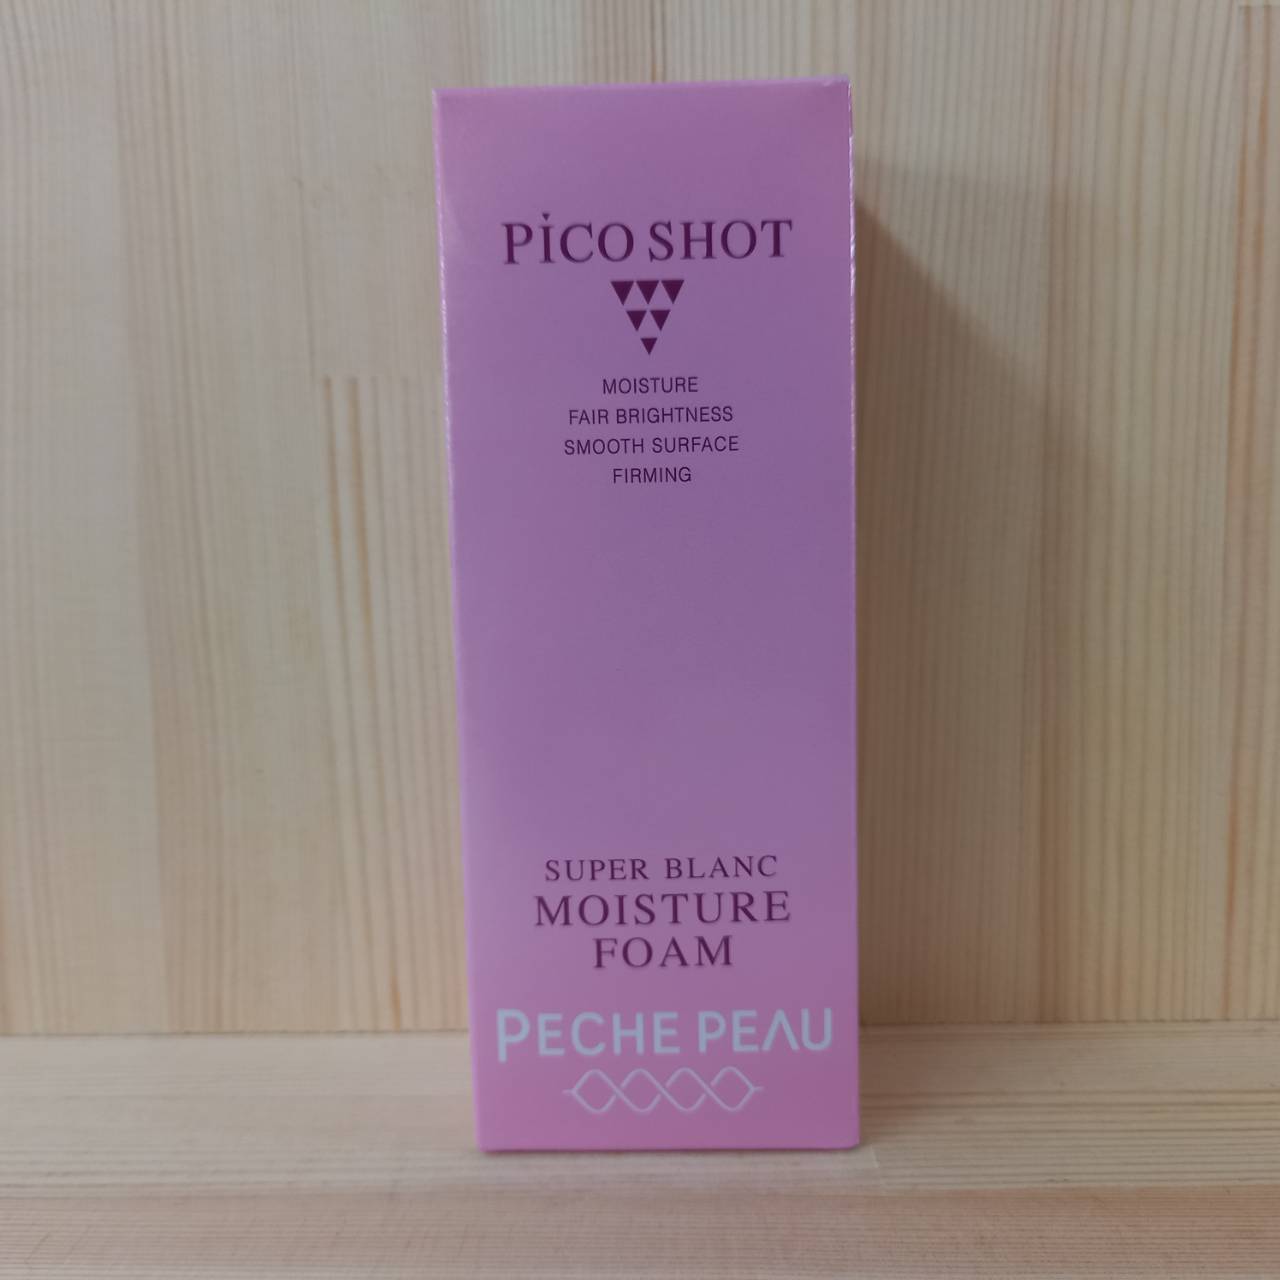 PiCO SHOT
MOISTURE
FAIR BRIGHTNESS
SMOOTH SURFACE
FIRMING
SUPER BLANC
MOISTURE
FOAM
PECHE PEAU